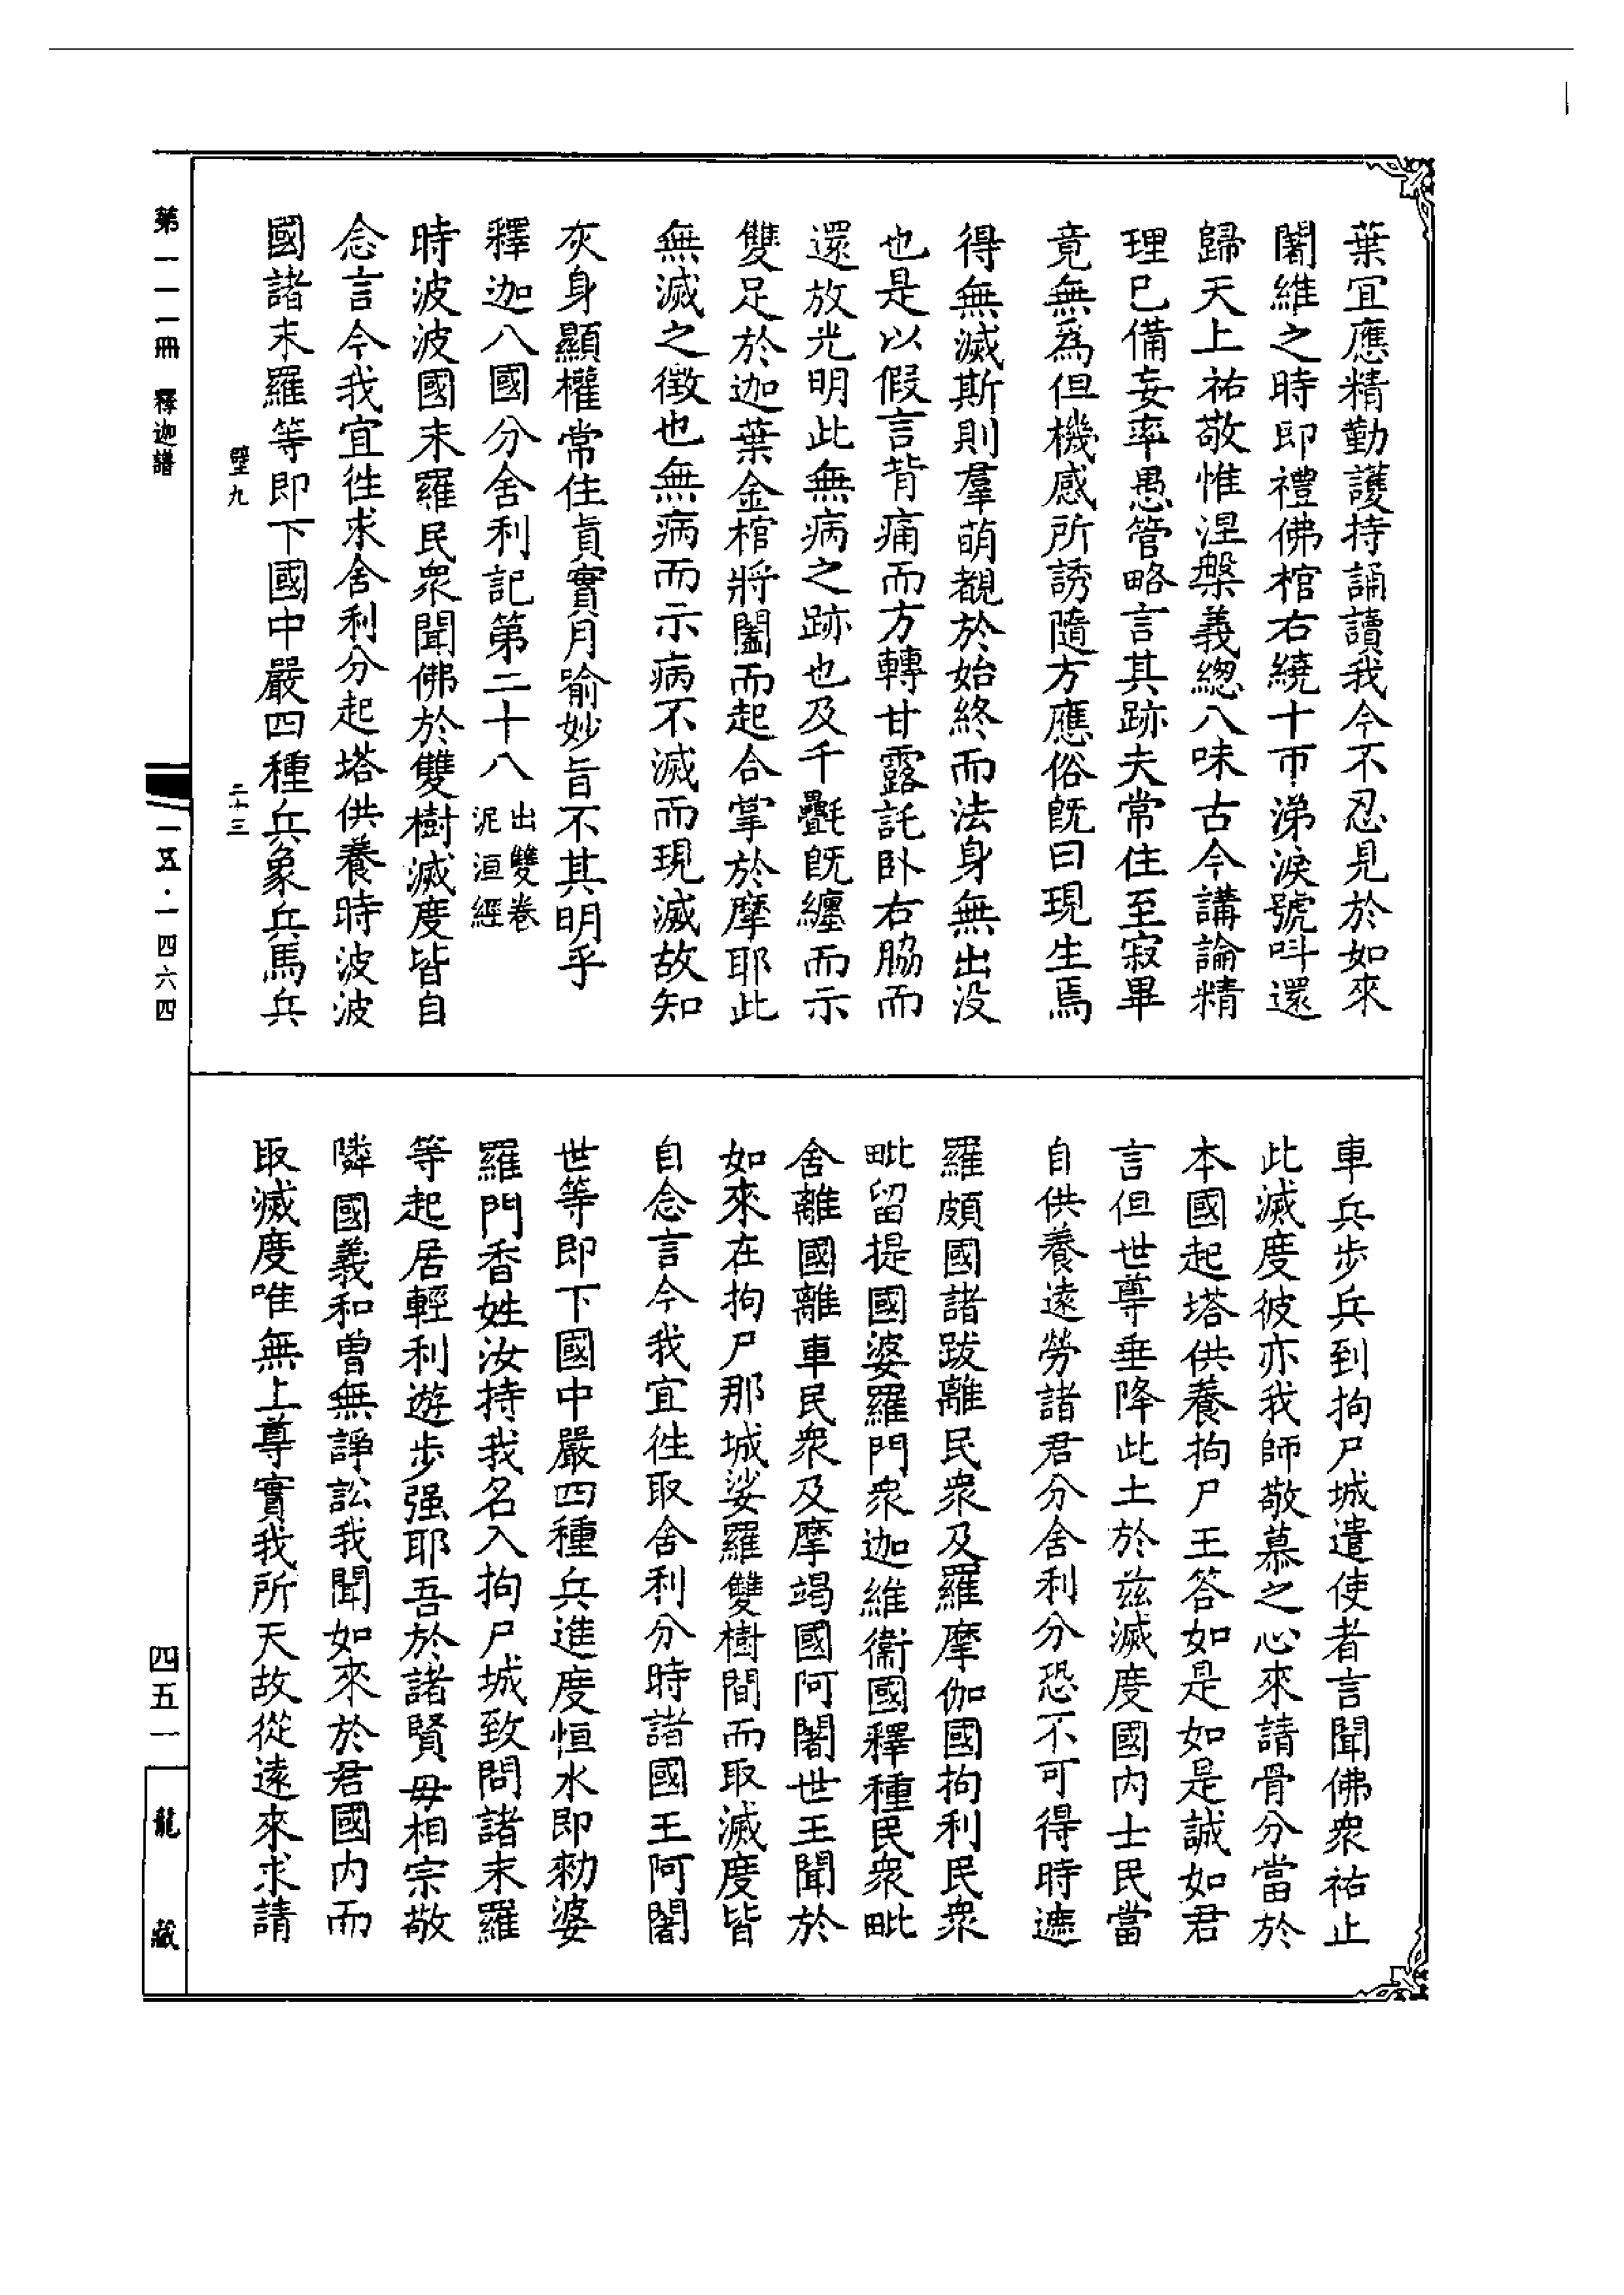 葉宜應精勤護持誦讀我今不忍見於如來
闍維之時即禮佛棺右繞十帀涕淚號呌還
歸天上祐敬惟涅槃義總八味古今講論精
理已備妄率愚管略言其跡夫常住至寂畢
竟無爲但機感所誘隨方應俗旣曰現生焉
得無滅斯則羣萌覩於始終而法身無出没
也是以假言背痛而方轉甘露託卧右脇而
還放光明此無病之跡也及千㲲旣纏而示
雙足於迦葉金棺將闔而起合掌於摩耶此
無滅之徵也無病而示病不滅而現滅故知
灰身顯權常住眞實月喻妙旨不其明乎
釋迦八國分舍利記第二十八 出雙卷泥洹經
時波波國末羅民衆聞佛於雙樹滅度皆自
念言今我宜徃求舍利分起塔供養時波波
國諸末羅等即下國中嚴四種兵象兵馬兵
璧九 二十三
車兵步兵到拘尸城遣使者言聞佛衆祐止
此滅度彼亦我師敬慕之心來請骨分當於
本國起塔供養拘尸王答如是如是誠如君
言但世尊垂降此土於兹滅度國内士民當
自供養遠勞諸君分舍利分恐不可得時遮
羅頗國諸跋離民衆及羅摩伽國拘利民衆
毗留提國婆羅門衆迦維衞國釋種民衆毗
舍離國離車民衆及摩竭國阿闍世王聞於
如來在拘尸那城娑羅雙樹間而取滅度皆
自念言今我宜徃取舍利分時諸國王阿闍
世等即下國中嚴四種兵進度恒水即勑婆
羅門香姓汝持我名入拘尸城致問諸末羅
等起居輕利遊步强耶吾於諸賢毋相宗敬
隣國義和曽無諍訟我聞如來於君國内而
取滅度唯無上尊實我所天故從遠來求請
第一一一冊 釋迦譜
一五·一四六四
四五一
龍藏